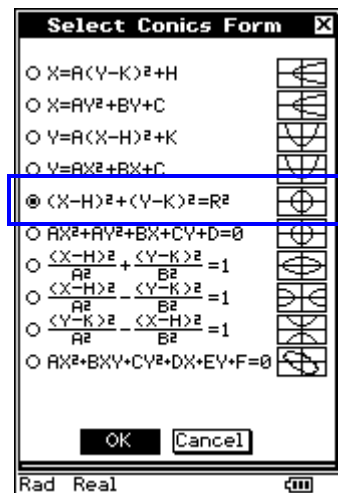 Select Conics Form X
X=A(Y-K)²+H
X=AY²+BY+C
Y=A(X-H)²+K
Y=AX²+BX+C
(X-H)²+(Y-K)²=R²
AX²+AY²+BX+CY+D=0
(X-H)²/A² + (Y-K)²/B² =1
(X-H)²/A² - (Y-K)²/B² =1
(Y-K)²/A² - (X-H)²/B² =1
AX²+BXY+CY²+DX+EY+F=0
OK Cancel
Rad Real